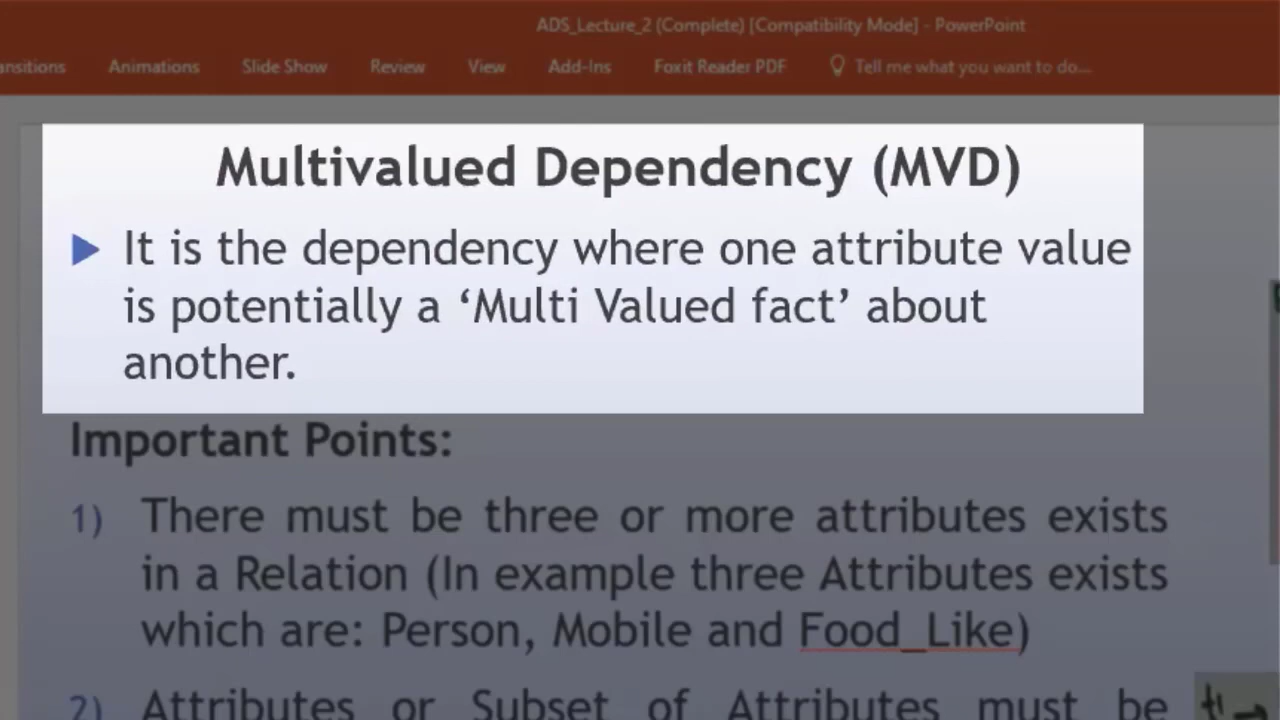 ADS_Lecture_2 (Complete) [Compatibility Mode] - PowerPoint
ansitions Animations Slide Show Review View Add-Ins Foxit Reader PDF Tell me what you want to do...
Multivalued Dependency (MVD)
It is the dependency where one attribute value
is potentially a ‘Multi Valued fact’ about
another.
Important Points:
1) There must be three or more attributes exists
in a Relation (In example three Attributes exists
which are: Person, Mobile and Food_Like)
2) Attributes or Subset of Attributes must be